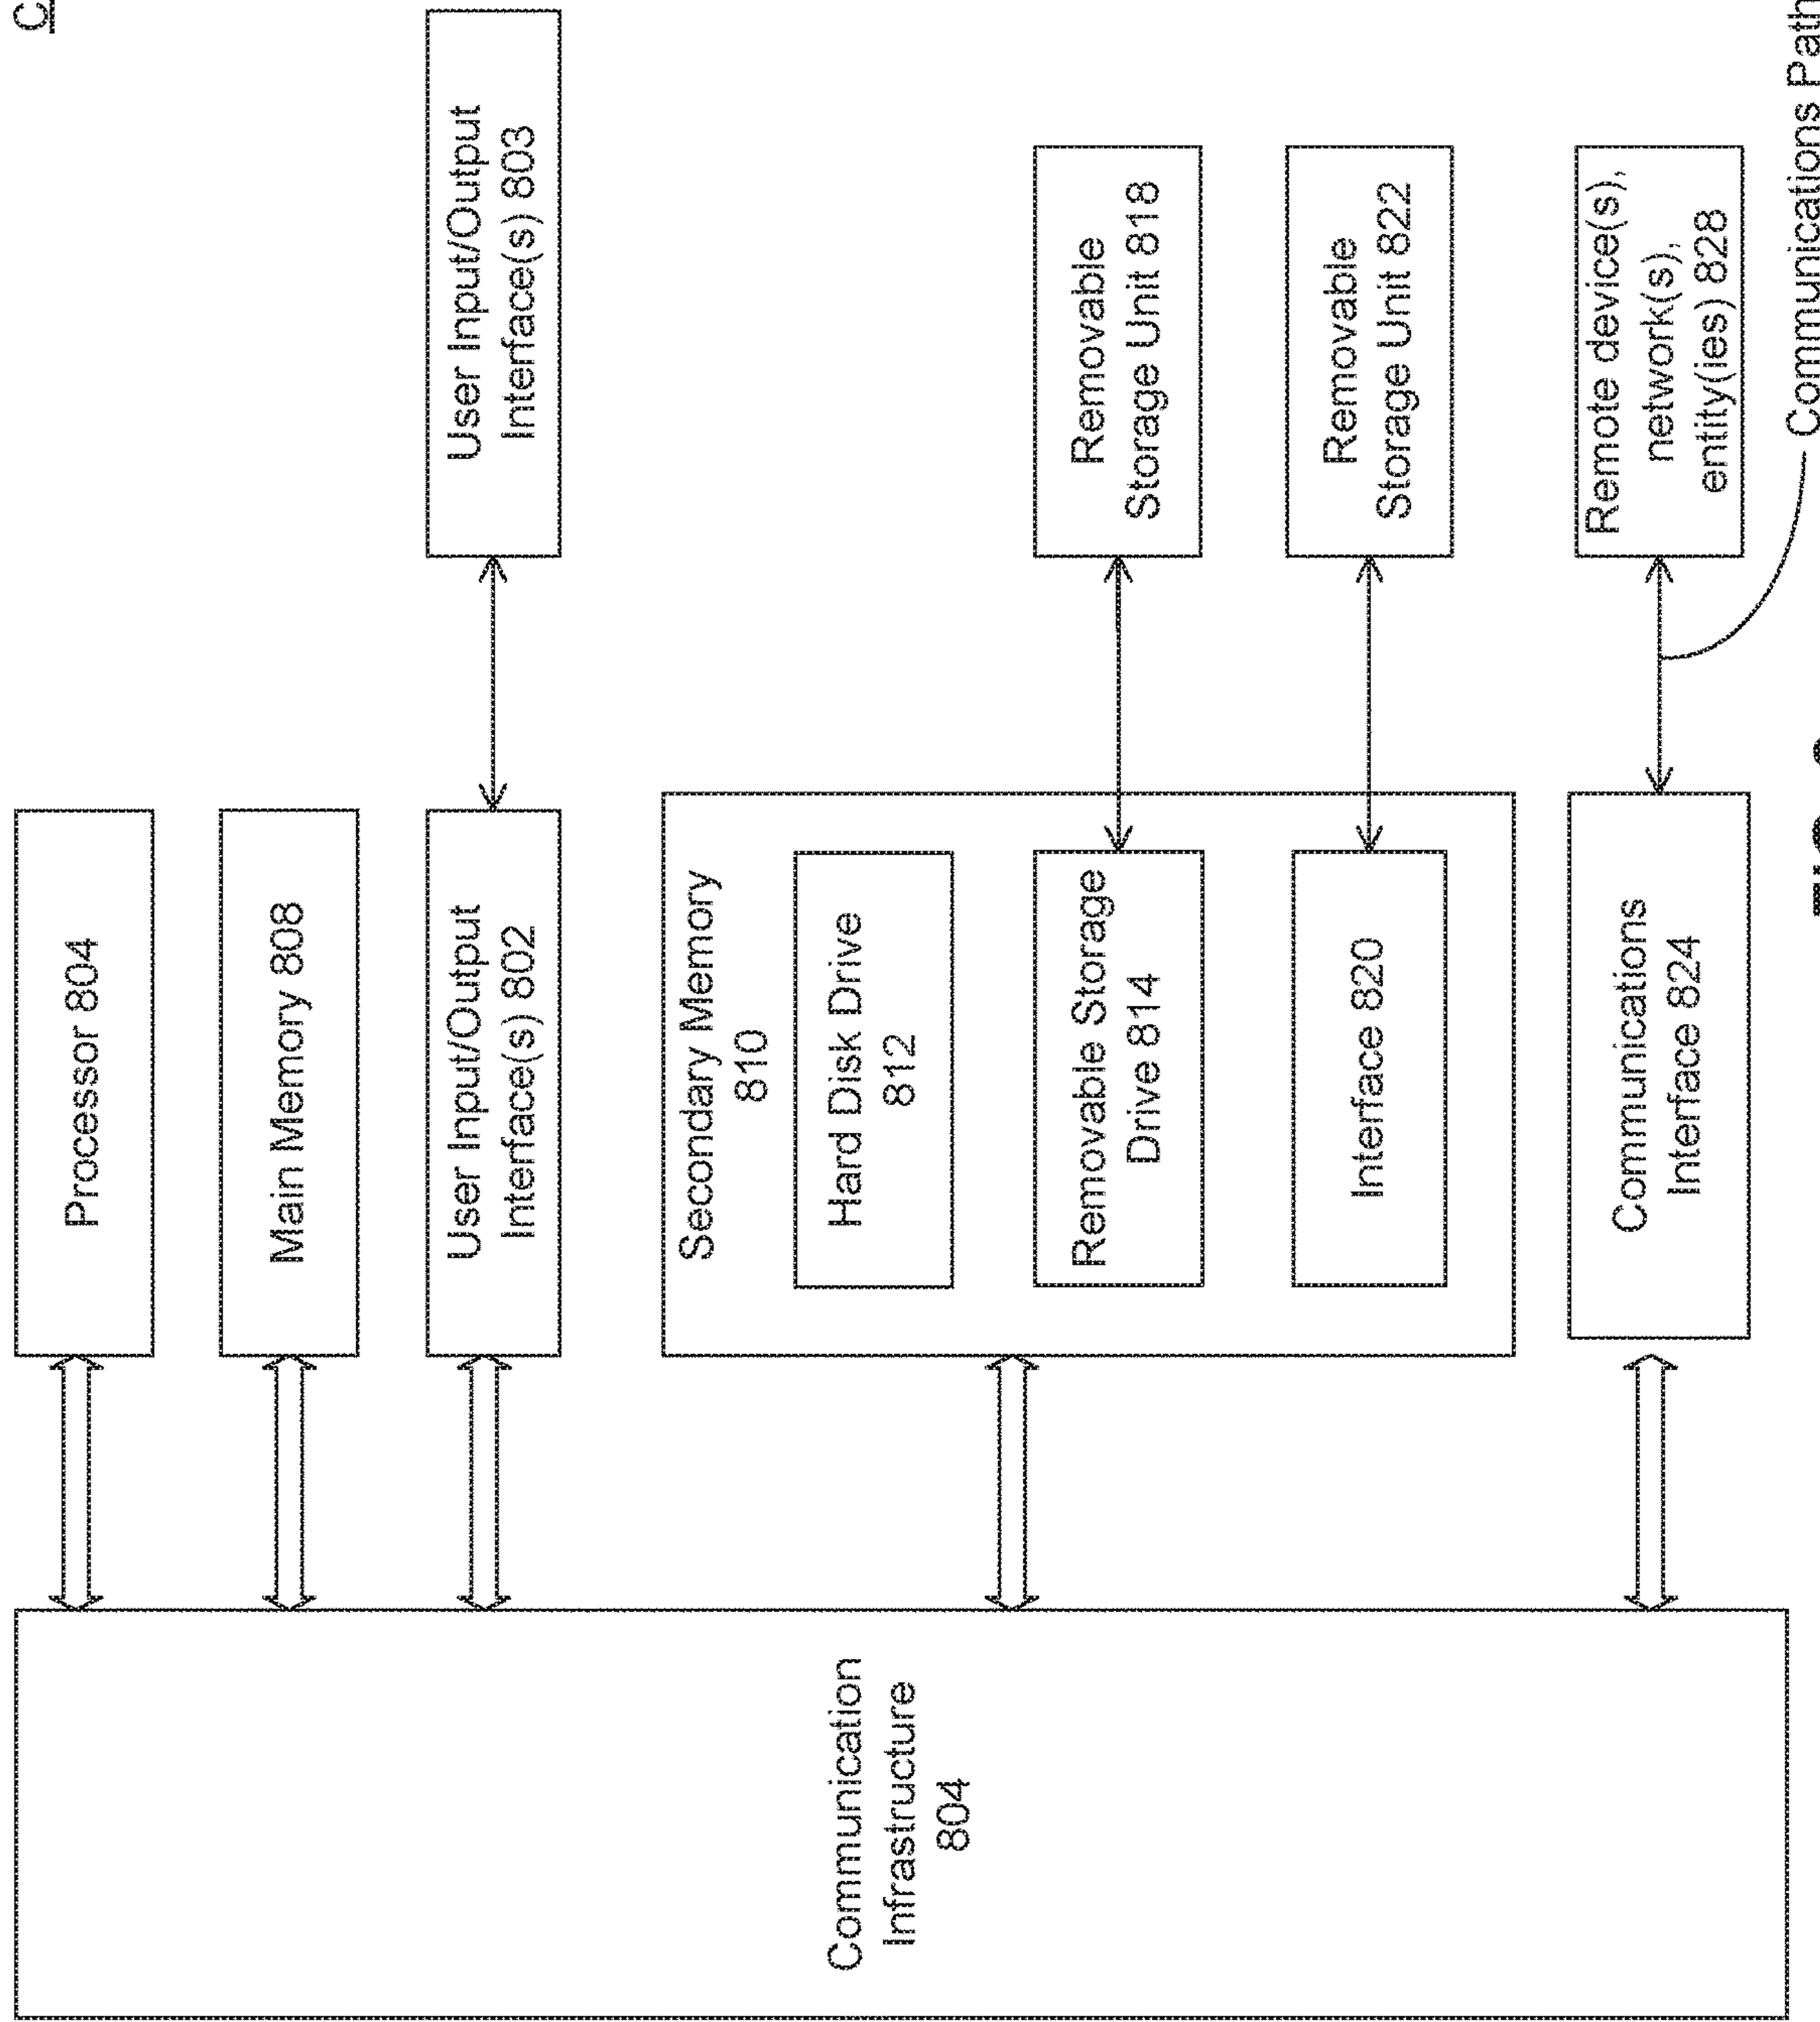 Processor 804
Main Memory 808
User Input/Output
Interface(s) 802
User Input/Output
Interface(s) 803
Secondary Memory
810
Hard Disk Drive
812
Removable Storage
Drive 814
Removable
Storage Unit 818
Interface 820
Removable
Storage Unit 822
Communications
Interface 824
Remote device(s),
network(s),
entity(ies) 828
Communication
Infrastructure
804
Communications Path